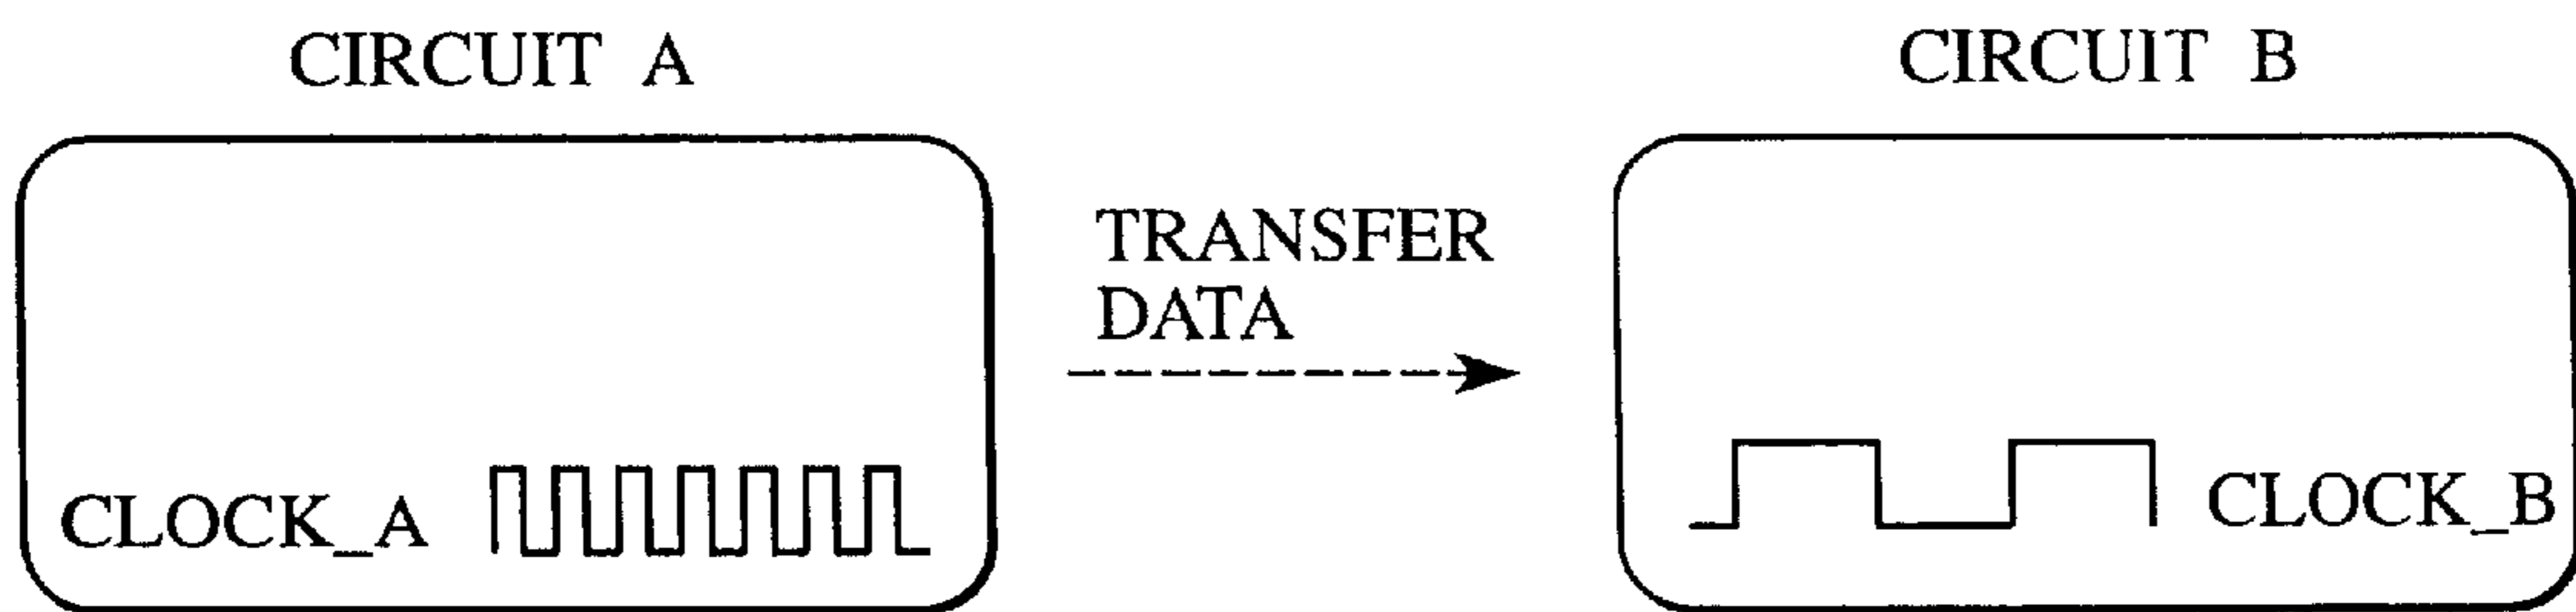 CIRCUIT A
CIRCUIT B
TRANSFER
DATA
CLOCK_A
CLOCK_B